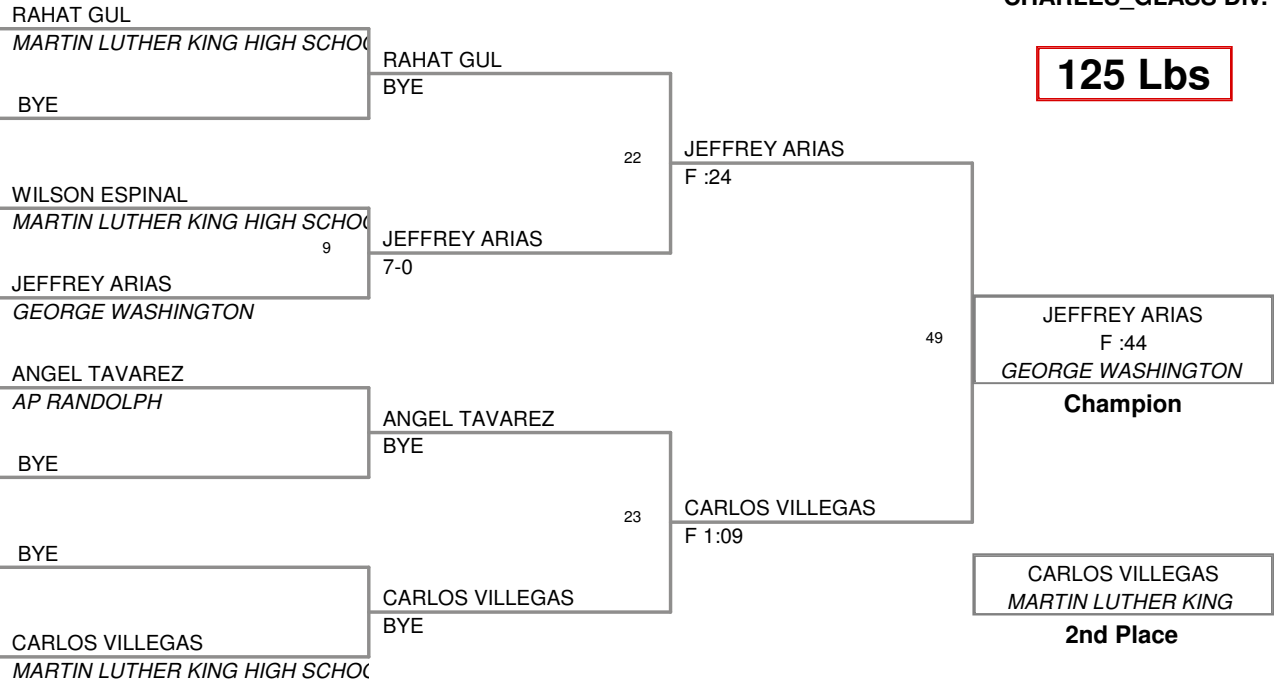 CHARLES_GLASS DIV.
125 Lbs
RAHAT GUL
MARTIN LUTHER KING HIGH SCHOO
BYE
WILSON ESPINAL
MARTIN LUTHER KING HIGH SCHOO
9
JEFFREY ARIAS
GEORGE WASHINGTON
ANGEL TAVAREZ
AP RANDOLPH
BYE
BYE
CARLOS VILLEGAS
MARTIN LUTHER KING HIGH SCHOO
RAHAT GUL
BYE
22
JEFFREY ARIAS
7-0
ANGEL TAVAREZ
BYE
23
CARLOS VILLEGAS
BYE
JEFFREY ARIAS
F :24
49
CARLOS VILLEGAS
F 1:09
JEFFREY ARIAS
F :44
GEORGE WASHINGTON
Champion
CARLOS VILLEGAS
MARTIN LUTHER KING
2nd Place